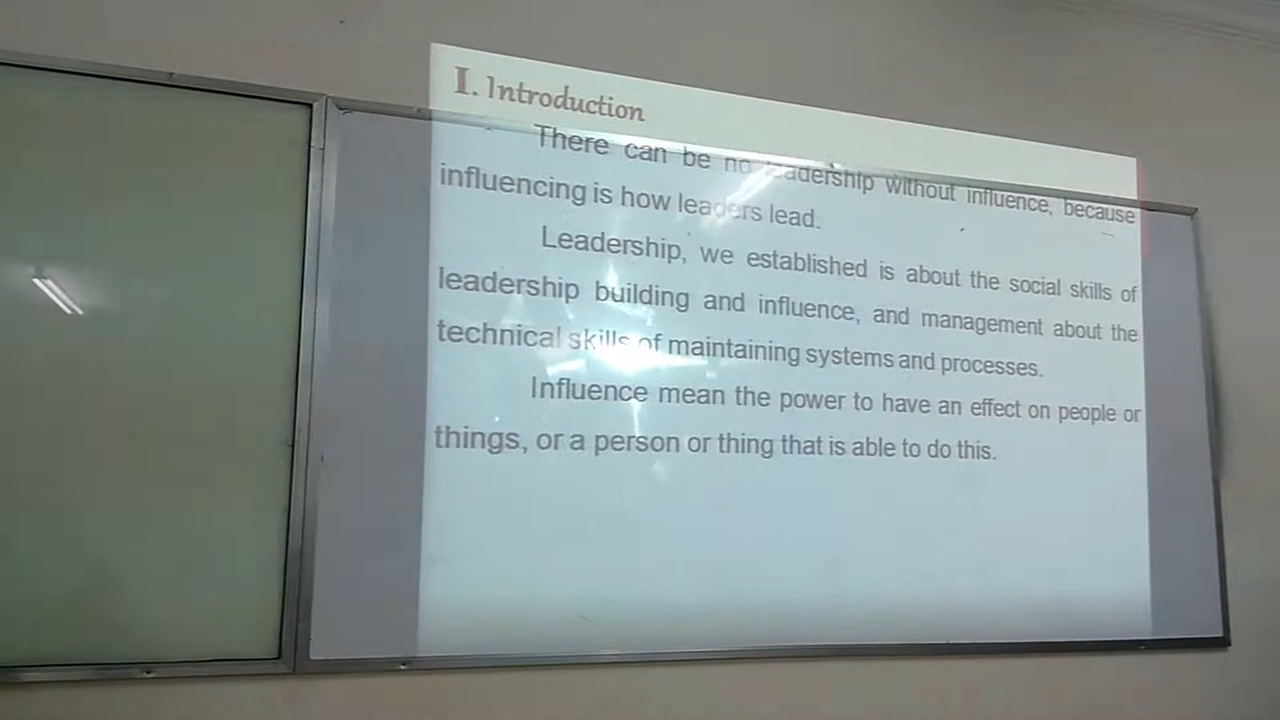 I. Introduction
There can be no leadership without influence, because
influencing is how leaders lead.
Leadership, we established is about the social skills of
leadership building and influence, and management about the
technical skills of maintaining systems and processes.
Influence mean the power to have an effect on people or
things, or a person or thing that is able to do this.